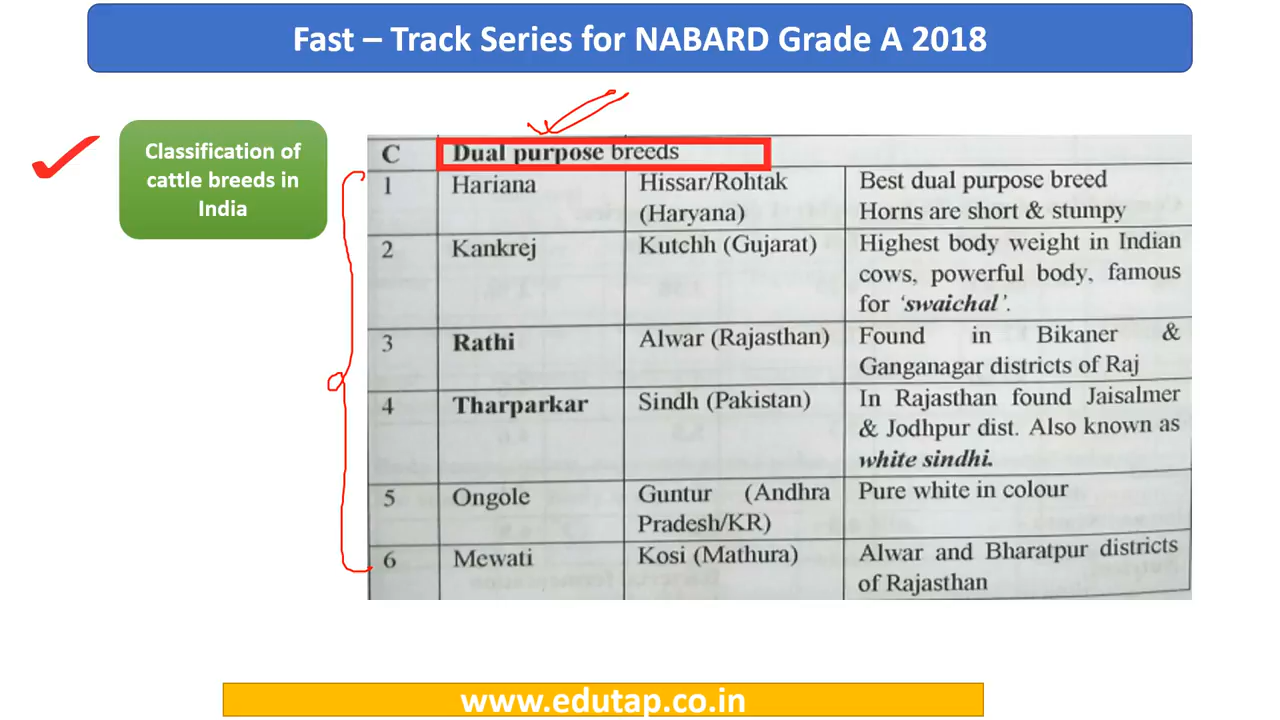 Fast – Track Series for NABARD Grade A 2018
Classification of
cattle breeds in
India
C Dual purpose breeds
1 Hariana Hissar/Rohtak Best dual purpose breed
(Haryana) Horns are short & stumpy
2 Kankrej Kutchh (Gujarat) Highest body weight in Indian
cows, powerful body, famous
for ‘swaichal’.
3 Rathi Alwar (Rajasthan) Found in Bikaner &
Ganganagar districts of Raj
4 Tharparkar Sindh (Pakistan) In Rajasthan found Jaisalmer
& Jodhpur dist. Also known as
white sindhi.
5 Ongole Guntur (Andhra Pure white in colour
Pradesh/KR)
6 Mewati Kosi (Mathura) Alwar and Bharatpur districts
of Rajasthan
www.edutap.co.in